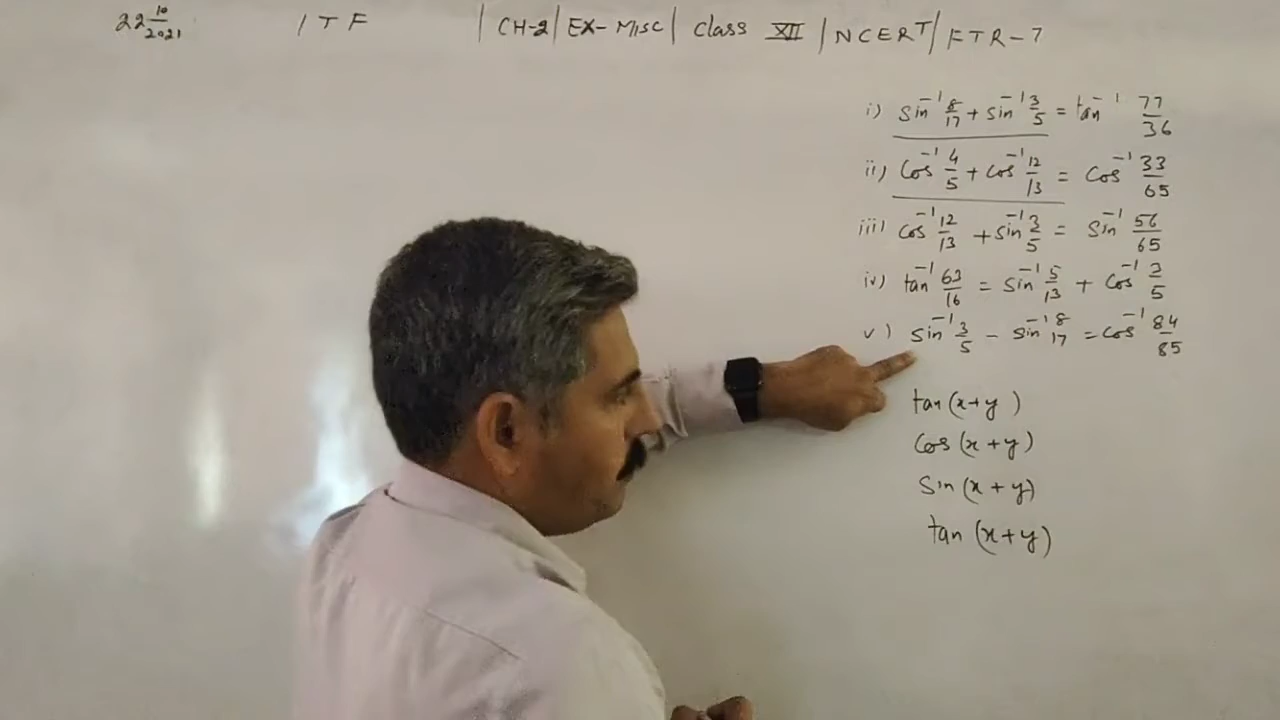 22 10/2021 ITF | CH-2 | EX-MISC | Class XII | NCERT | FTR-7
i) sin⁻¹ 8/17 + sin⁻¹ 3/5 = tan⁻¹ 77/36
ii) Cos⁻¹ 4/5 + cos⁻¹ 12/13 = Cos⁻¹ 33/65
iii) Cos⁻¹ 12/13 + sin⁻¹ 3/5 = Sin⁻¹ 56/65
iv) tan⁻¹ 63/16 = Sin⁻¹ 5/13 + Cos⁻¹ 3/5
v) Sin⁻¹ 3/5 - Sin⁻¹ 8/17 = Cos⁻¹ 84/85
tan (x+y)
Cos (x+y)
Sin (x+y)
tan (x+y)